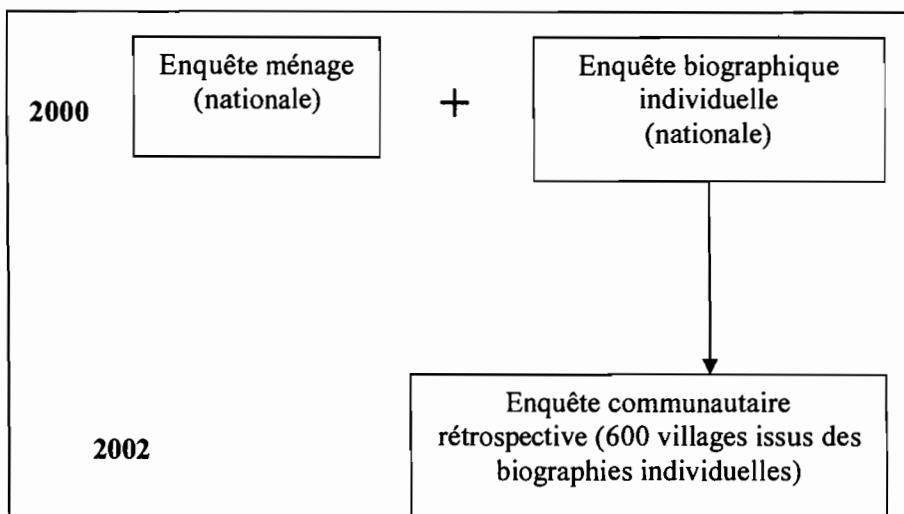 Enquête ménage
(nationale)
2000
+
Enquête biographique
individuelle
(nationale)
Enquête communautaire
rétrospective (600 villages issus des
biographies individuelles)
2002